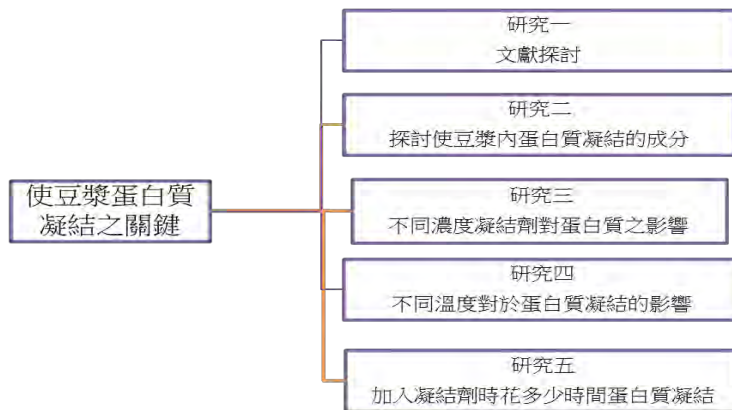 研究一
文獻探討
研究二
探討使豆漿內蛋白質凝結的成分
使豆漿蛋白質
凝結之關鍵
研究三
不同濃度凝結劑對蛋白質之影響
研究四
不同溫度對於蛋白質凝結的影響
研究五
加入凝結劑時花多少時間蛋白質凝結